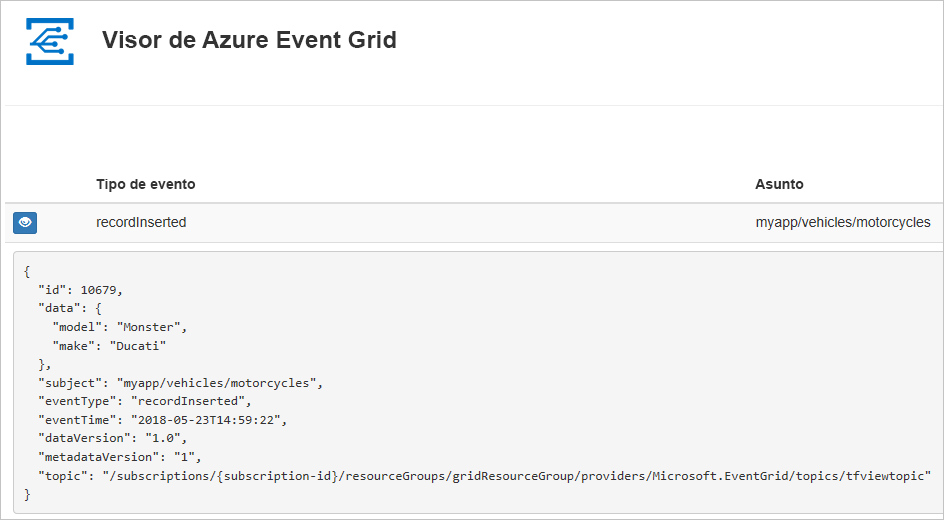 Visor de Azure Event Grid
Tipo de evento Asunto
recordInserted myapp/vehicles/motorcycles
{
  "id": 10679,
  "data": {
    "model": "Monster",
    "make": "Ducati"
  },
  "subject": "myapp/vehicles/motorcycles",
  "eventType": "recordInserted",
  "eventTime": "2018-05-23T14:59:22",
  "dataVersion": "1.0",
  "metadataVersion": "1",
  "topic": "/subscriptions/{subscription-id}/resourceGroups/gridResourceGroup/providers/Microsoft.EventGrid/topics/tfviewtopic"
}